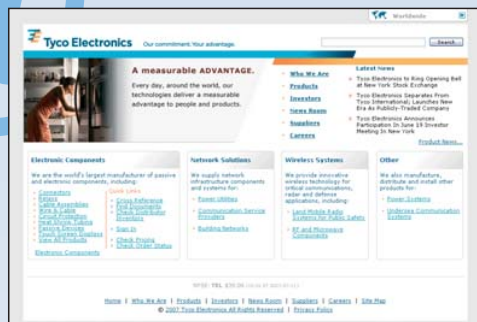 Worldwide
Tyco Electronics
Our commitment. Your advantage.
Search
A measurable ADVANTAGE.
Every day, around the world, our
technologies deliver a measurable
advantage to people and products.
Who We Are
Products
Investors
News Room
Suppliers
Careers
Latest News
Tyco Electronics to Ring Opening Bell
at New York Stock Exchange
Tyco Electronics Separates From
Tyco International; Launches New
Era As Publicly-Traded Company
Tyco Electronics Announces
Participation In June 19 Investor
Meeting In New York
Product News...
Electronic Components
We are the world's largest manufacturer of passive
and electronic components, including:
Connectors
Relays
Cable Assemblies
Wire & Cable
Circuit Protection
Heat Shrink Tubing
Passive Devices
Touch Screen Displays
View All Products
Electronic Components
Quick Links
Cross Reference
Find Documents
Check Distributor
Inventory
Sign In
Check Pricing
Check Order Status
Network Solutions
We supply network
infrastructure components
and systems for:
Power Utilities
Communication Service
Providers
Building Networks
Wireless Systems
We provide innovative
wireless technology for
critical communications,
radar and defense
applications, including:
Land Mobile Radio
Systems for Public Safety
RF and Microwave
Components
Other
We also manufacture,
distribute and install other
products for:
Power Systems
Undersea Communication
Systems
NYSE: TEL
Home | Who We Are | Products | Investors | News Room | Suppliers | Careers | Site Map
© 2007 Tyco Electronics All Rights Reserved | Privacy Policy